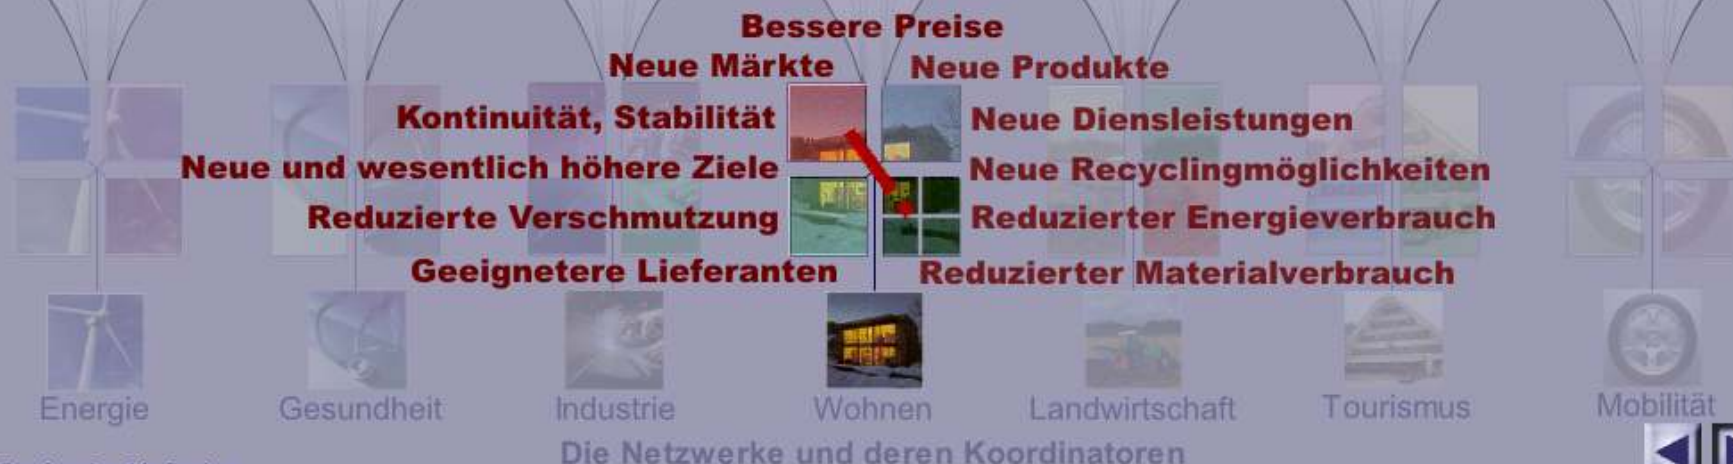 Bessere Preise
Neue Märkte Neue Produkte
Kontinuität, Stabilität Neue Diensleistungen
Neue und wesentlich höhere Ziele Neue Recyclingmöglichkeiten
Reduzierte Verschmutzung Reduzierter Energieverbrauch
Geeignetere Lieferanten Reduzierter Materialverbrauch
Energie Gesundheit Industrie Wohnen Landwirtschaft Tourismus Mobilität
Die Netzwerke und deren Koordinatoren